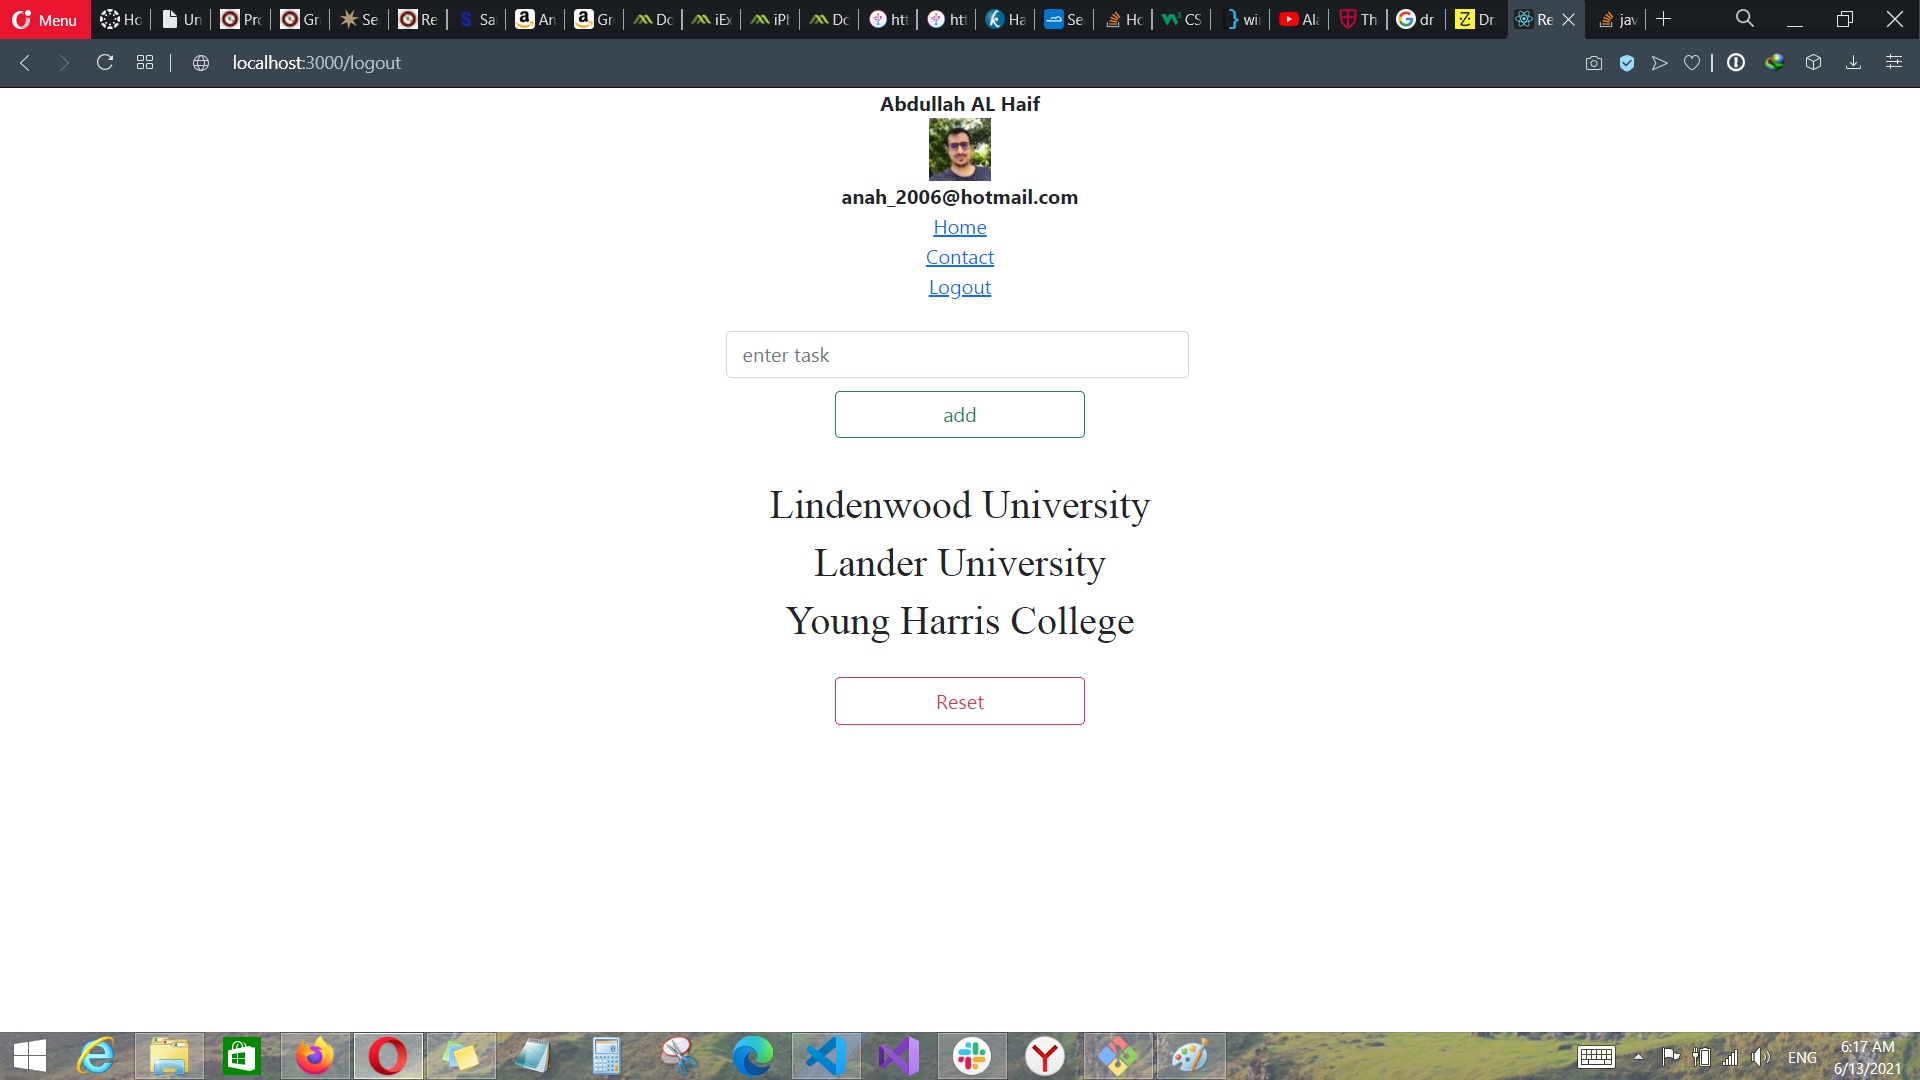 Menu Ho Un Pro Gr Se Re Sa An Gr Do iEx iPh Do htt htt Ha Se Ho CS wi Ala Th dr Dr Re jav
localhost:3000/logout
Abdullah AL Haif
anah_2006@hotmail.com
Home
Contact
Logout
enter task
add
Lindenwood University
Lander University
Young Harris College
Reset
ENG
6:17 AM
6/13/2021